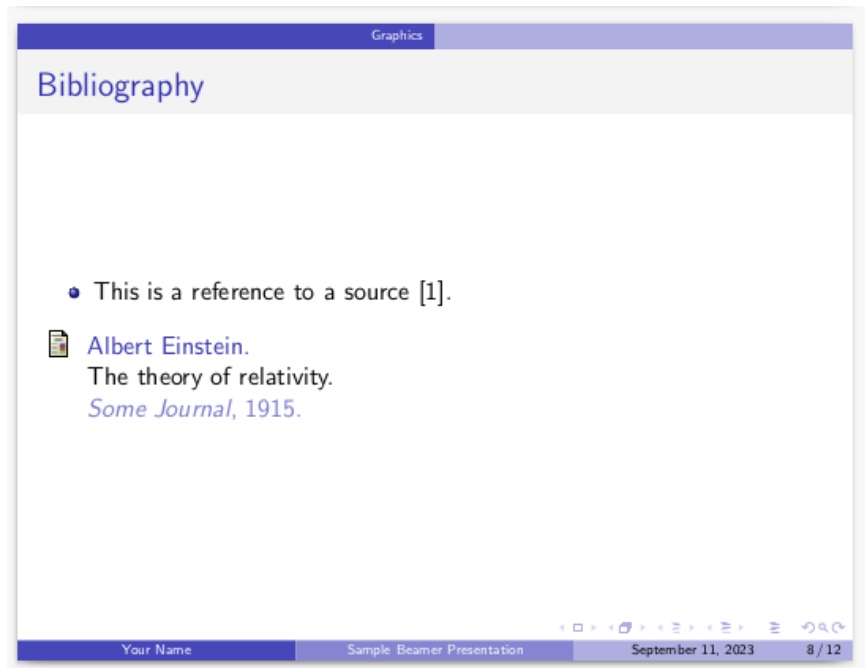 Graphics
Bibliography
This is a reference to a source [1].
Albert Einstein.
The theory of relativity.
Some Journal, 1915.
Your Name Sample Beamer Presentation September 11, 2023 8 / 12